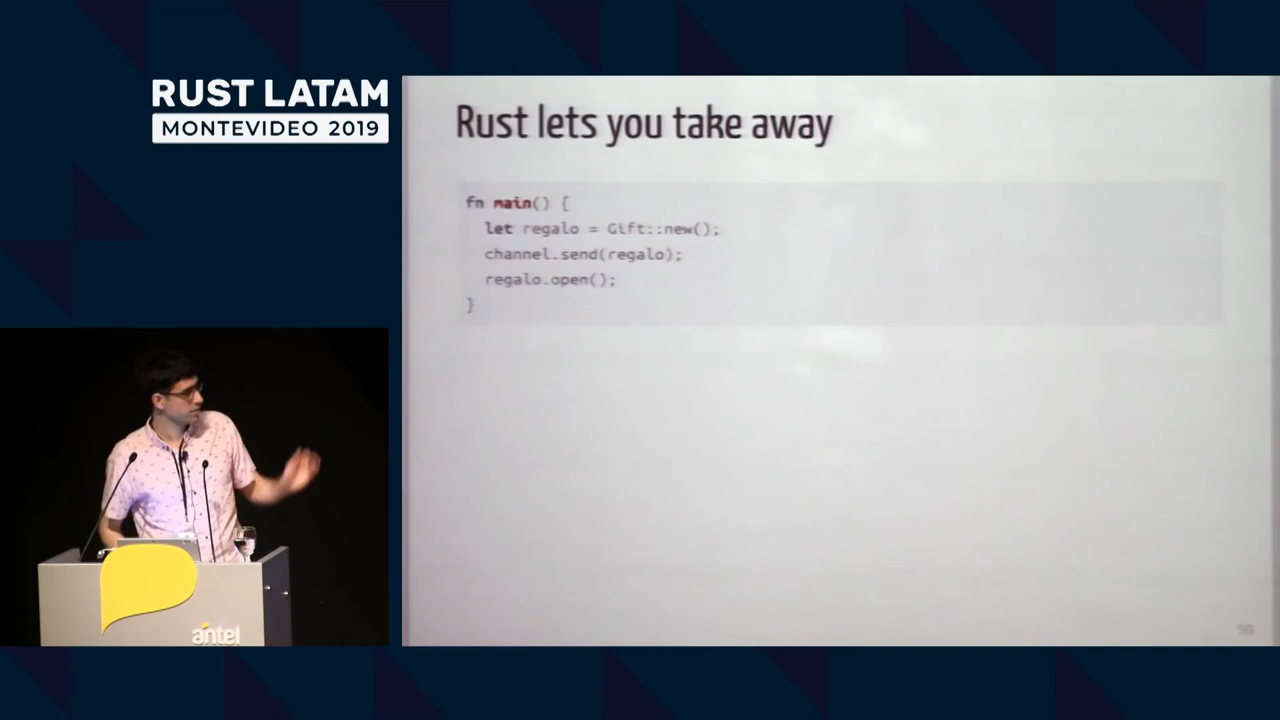 RUST LATAM
MONTEVIDEO 2019
Rust lets you take away
fn main() {
let regalo = Gift::new();
channel.send(regalo);
regalo.open();
}
50
antel